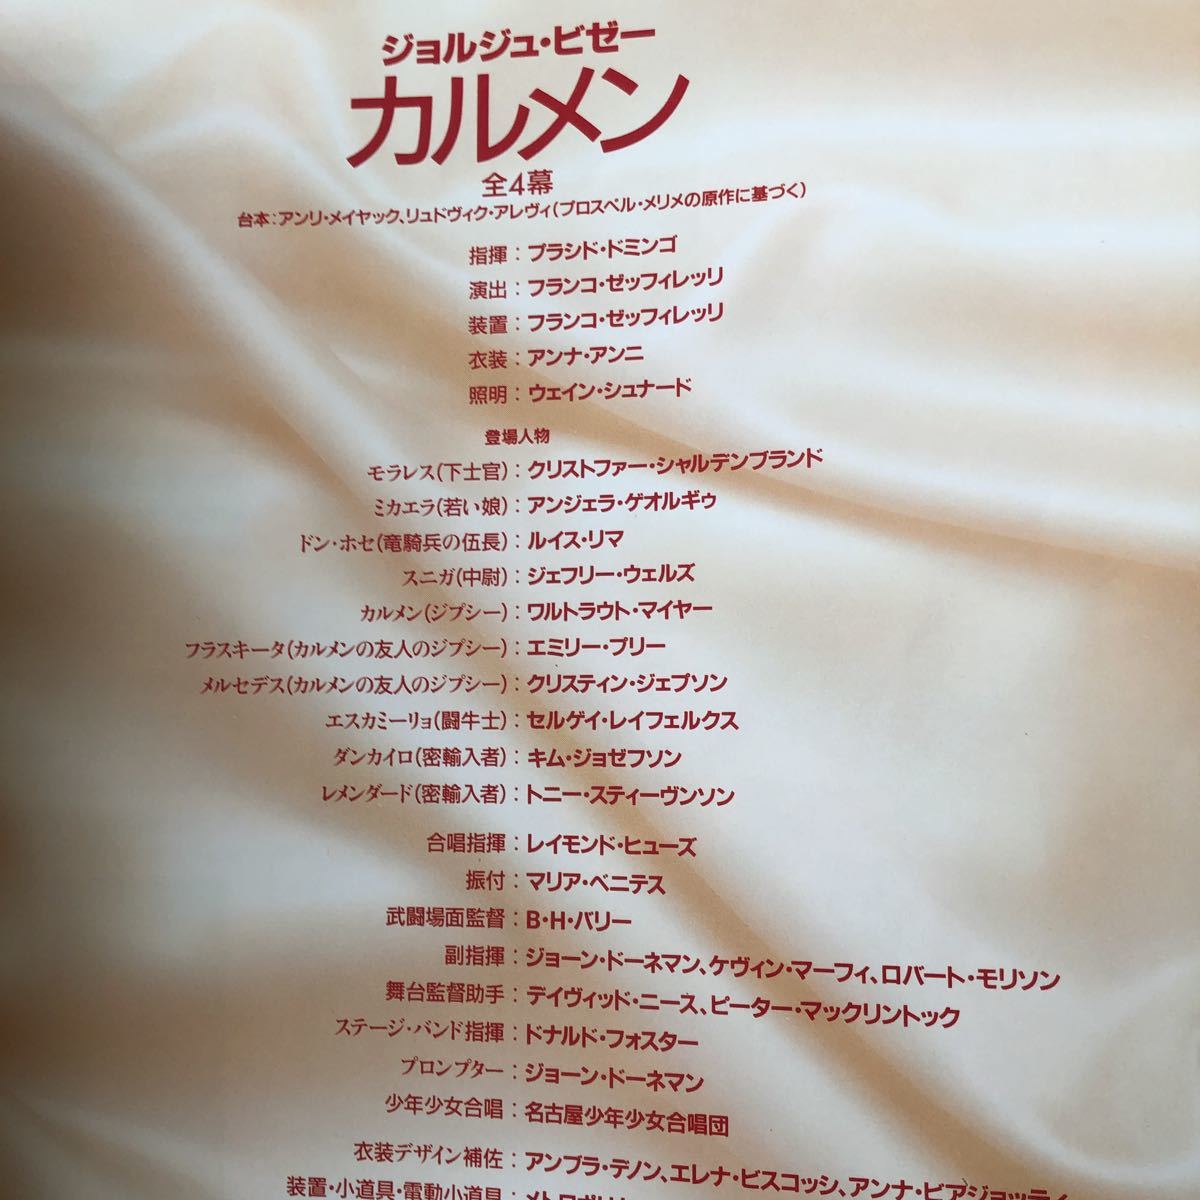 ジョルジュ・ビゼー
カルメン
全4幕
台本：アンリ・メイヤック、リュドヴィク・アレヴィ（プロスペル・メリメの原作に基づく）
指揮：プラシド・ドミンゴ
演出：フランコ・ゼッフィレッリ
装置：フランコ・ゼッフィレッリ
衣装：アンナ・アンニ
照明：ウェイン・シュナード
登場人物
モラレス（下士官）：クリストファー・シャルデンブランド
ミカエラ（若い娘）：アンジェラ・ゲオルギゥ
ドン・ホセ（竜騎兵の伍長）：ルイス・リマ
スニガ（中尉）：ジェフリー・ウェルズ
カルメン（ジプシー）：ワルトラウト・マイヤー
フラスキータ（カルメンの友人のジプシー）：エミリー・プリー
メルセデス（カルメンの友人のジプシー）：クリスティン・ジェプソン
エスカミーリョ（闘牛士）：セルゲイ・レイフェルクス
ダンカイロ（密輸入者）：キム・ジョゼフソン
レメンダード（密輸入者）：トニー・スティーヴンソン
合唱指揮：レイモンド・ヒューズ
振付：マリア・ベニテス
武闘場面監督：B・H・バリー
副指揮：ジョーン・ドーネマン、ケヴィン・マーフィ、ロバート・モリソン
舞台監督助手：デイヴィッド・ニース、ピーター・マックリントック
ステージ・バンド指揮：ドナルド・フォスター
プロンプター：ジョーン・ドーネマン
少年少女合唱：名古屋少年少女合唱団
衣装デザイン補佐：アンブラ・デノン、エレナ・ビスコッシ、アンナ・ビアジョッティ
装置・小道具・電動小道具：メトロポリ